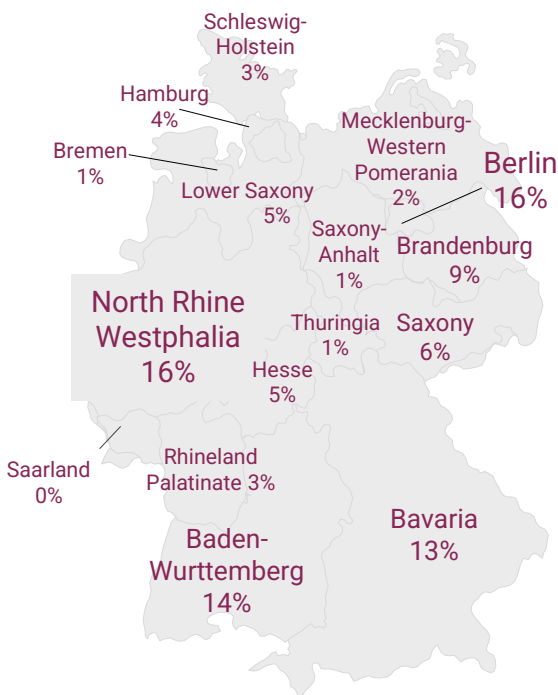 Schleswig-
Holstein
3%
Hamburg
4%
Mecklenburg-
Western
Pomerania
2%
Bremen
1%
Berlin
16%
Lower Saxony
5%
Saxony-
Anhalt
1%
Brandenburg
9%
North Rhine
Westphalia
16%
Thuringia
1%
Saxony
6%
Hesse
5%
Saarland
0%
Rhineland
Palatinate 3%
Bavaria
13%
Baden-
Wurttemberg
14%